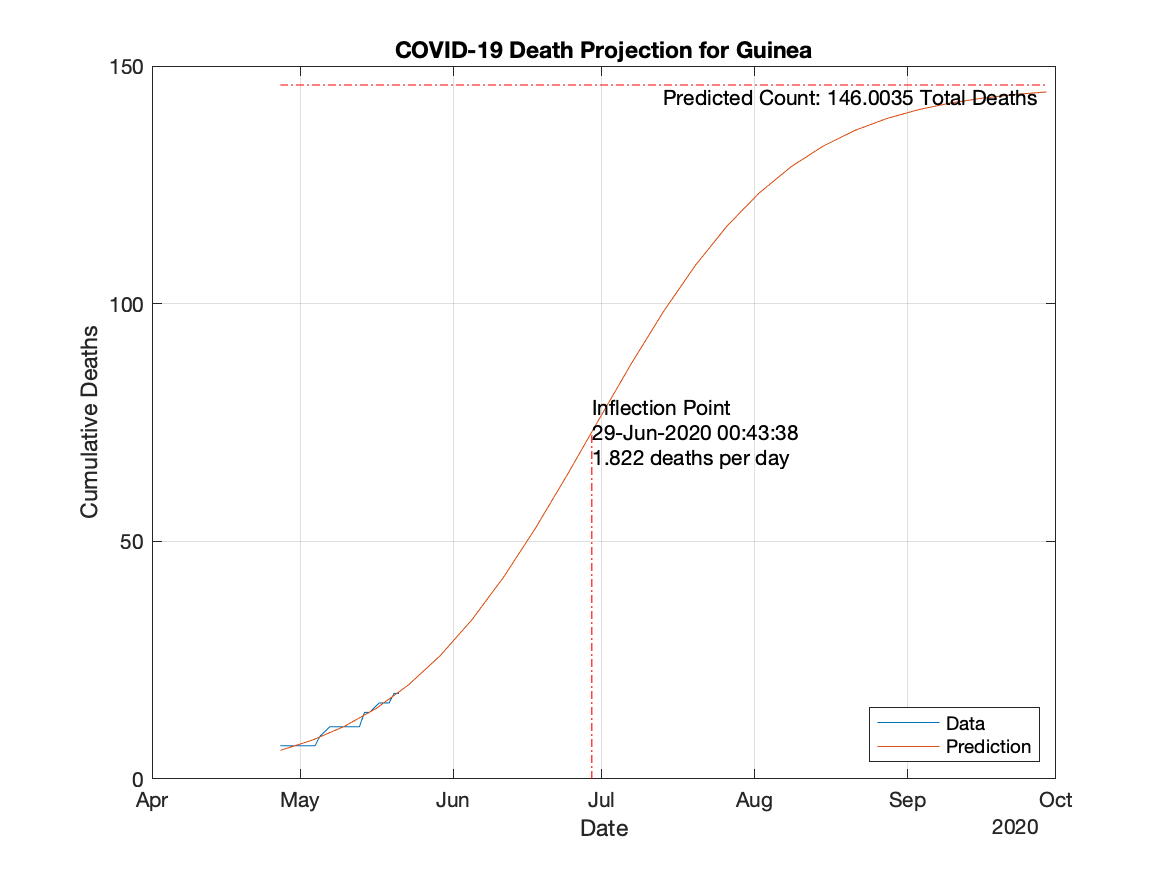 COVID-19 Death Projection for Guinea
150
Predicted Count: 146.0035 Total Deaths
100
Cumulative Deaths
Inflection Point
29-Jun-2020 00:43:38
1.822 deaths per day
50
Data
Prediction
0
Apr May Jun Jul Aug Sep Oct
Date
2020